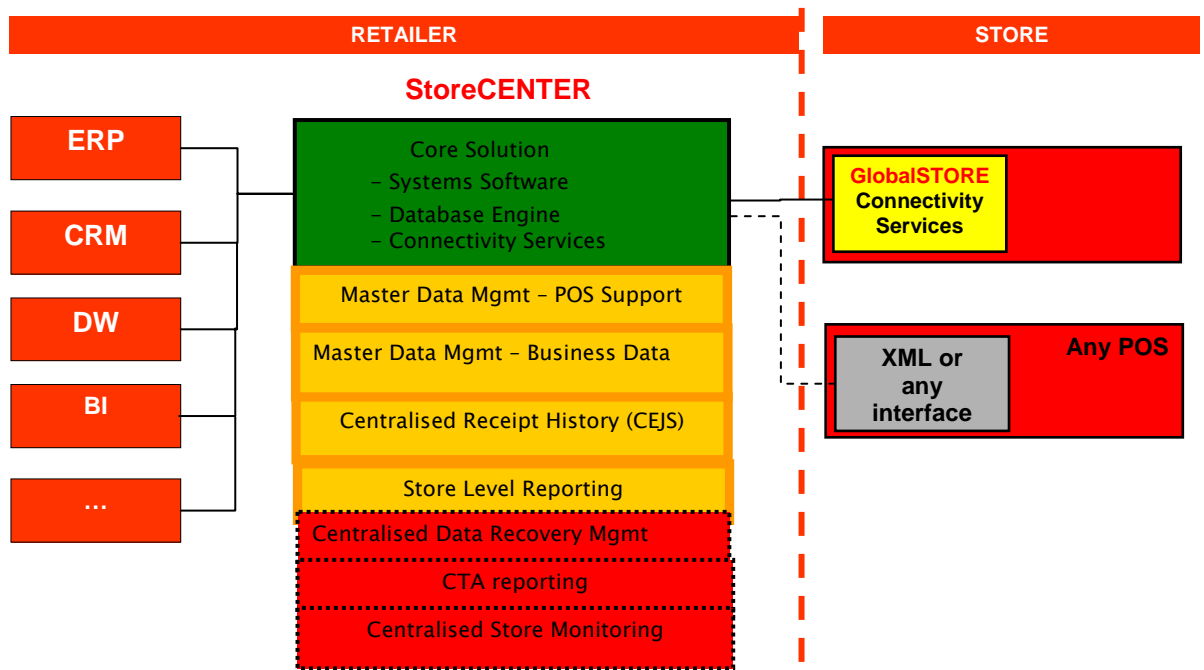 RETAILER
STORE
StoreCENTER
ERP
CRM
DW
BI
...
Core Solution
– Systems Software
– Database Engine
– Connectivity Services
Master Data Mgmt – POS Support
Master Data Mgmt – Business Data
Centralised Receipt History (CEJS)
Store Level Reporting
Centralised Data Recovery Mgmt
CTA reporting
Centralised Store Monitoring
GlobalSTORE
Connectivity
Services
Any POS
XML or
any
interface